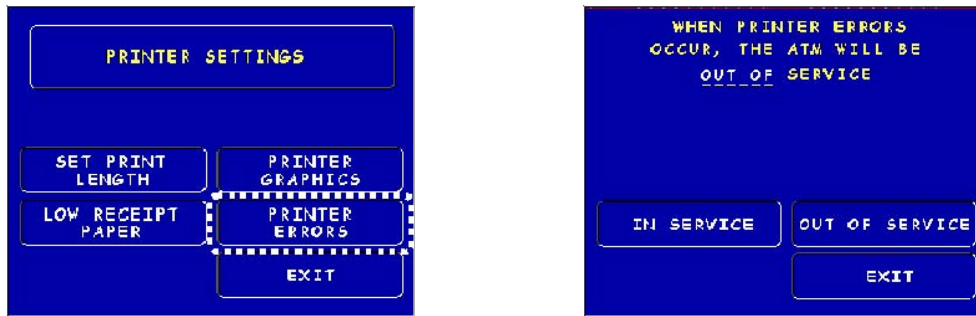 PRINTER SETTINGS
SET PRINT
LENGTH
PRINTER
GRAPHICS
LOW RECEIPT
PAPER
PRINTER
ERRORS
EXIT
WHEN PRINTER ERRORS
OCCUR, THE ATM WILL BE
OUT OF SERVICE
IN SERVICE
OUT OF SERVICE
EXIT